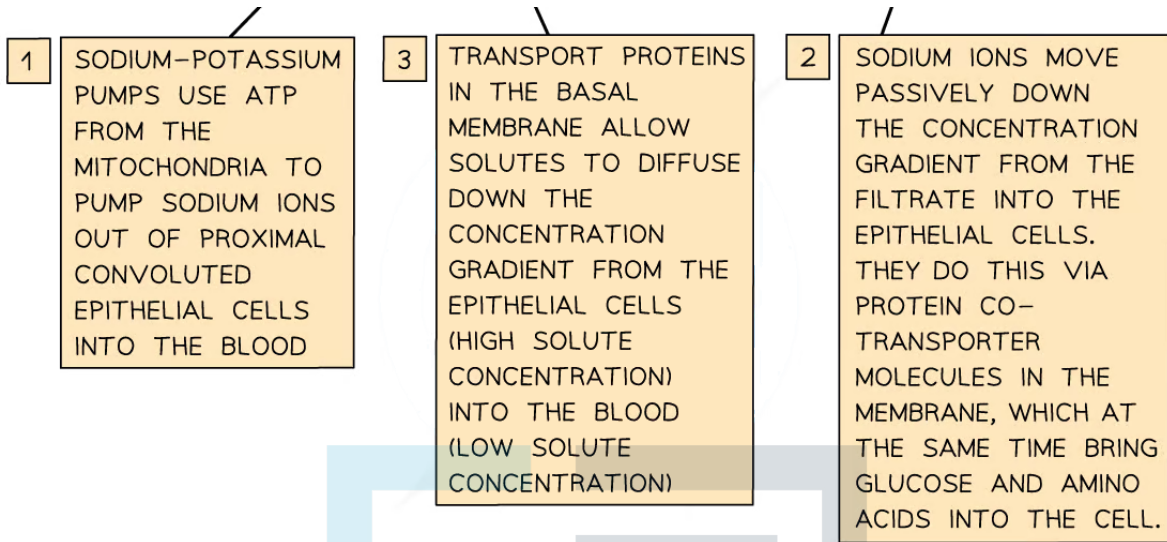 1
SODIUM-POTASSIUM
PUMPS USE ATP
FROM THE
MITOCHONDRIA TO
PUMP SODIUM IONS
OUT OF PROXIMAL
CONVOLUTED
EPITHELIAL CELLS
INTO THE BLOOD
3
TRANSPORT PROTEINS
IN THE BASAL
MEMBRANE ALLOW
SOLUTES TO DIFFUSE
DOWN THE
CONCENTRATION
GRADIENT FROM THE
EPITHELIAL CELLS
(HIGH SOLUTE
CONCENTRATION)
INTO THE BLOOD
(LOW SOLUTE
CONCENTRATION)
2
SODIUM IONS MOVE
PASSIVELY DOWN
THE CONCENTRATION
GRADIENT FROM THE
FILTRATE INTO THE
EPITHELIAL CELLS.
THEY DO THIS VIA
PROTEIN CO-
TRANSPORTER
MOLECULES IN THE
MEMBRANE, WHICH AT
THE SAME TIME BRING
GLUCOSE AND AMINO
ACIDS INTO THE CELL.